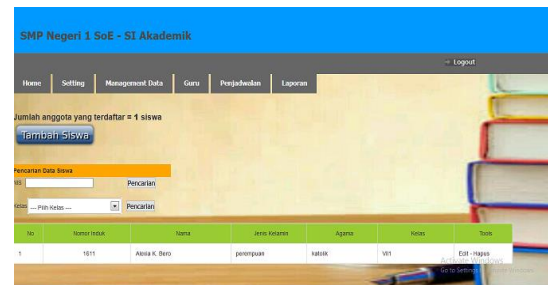 SMP Negeri 1 SoE - SI Akademik
Logout
Home Setting Management Data Guru Penjadwalan Laporan
Jumlah anggota yang terdaftar = 1 siswa
Tambah Siswa
Pencarian Data Siswa
Pencarian
Kelas --- Pilih Kelas --- Pencarian
No Nomor Induk Nama Jenis Kelamin Agama Kelas Tools
1 1611 Alexia K. Bero perempuan katolik VII1 Edit - Hapus
Activate Windows
Go to Settings to activate Windows.